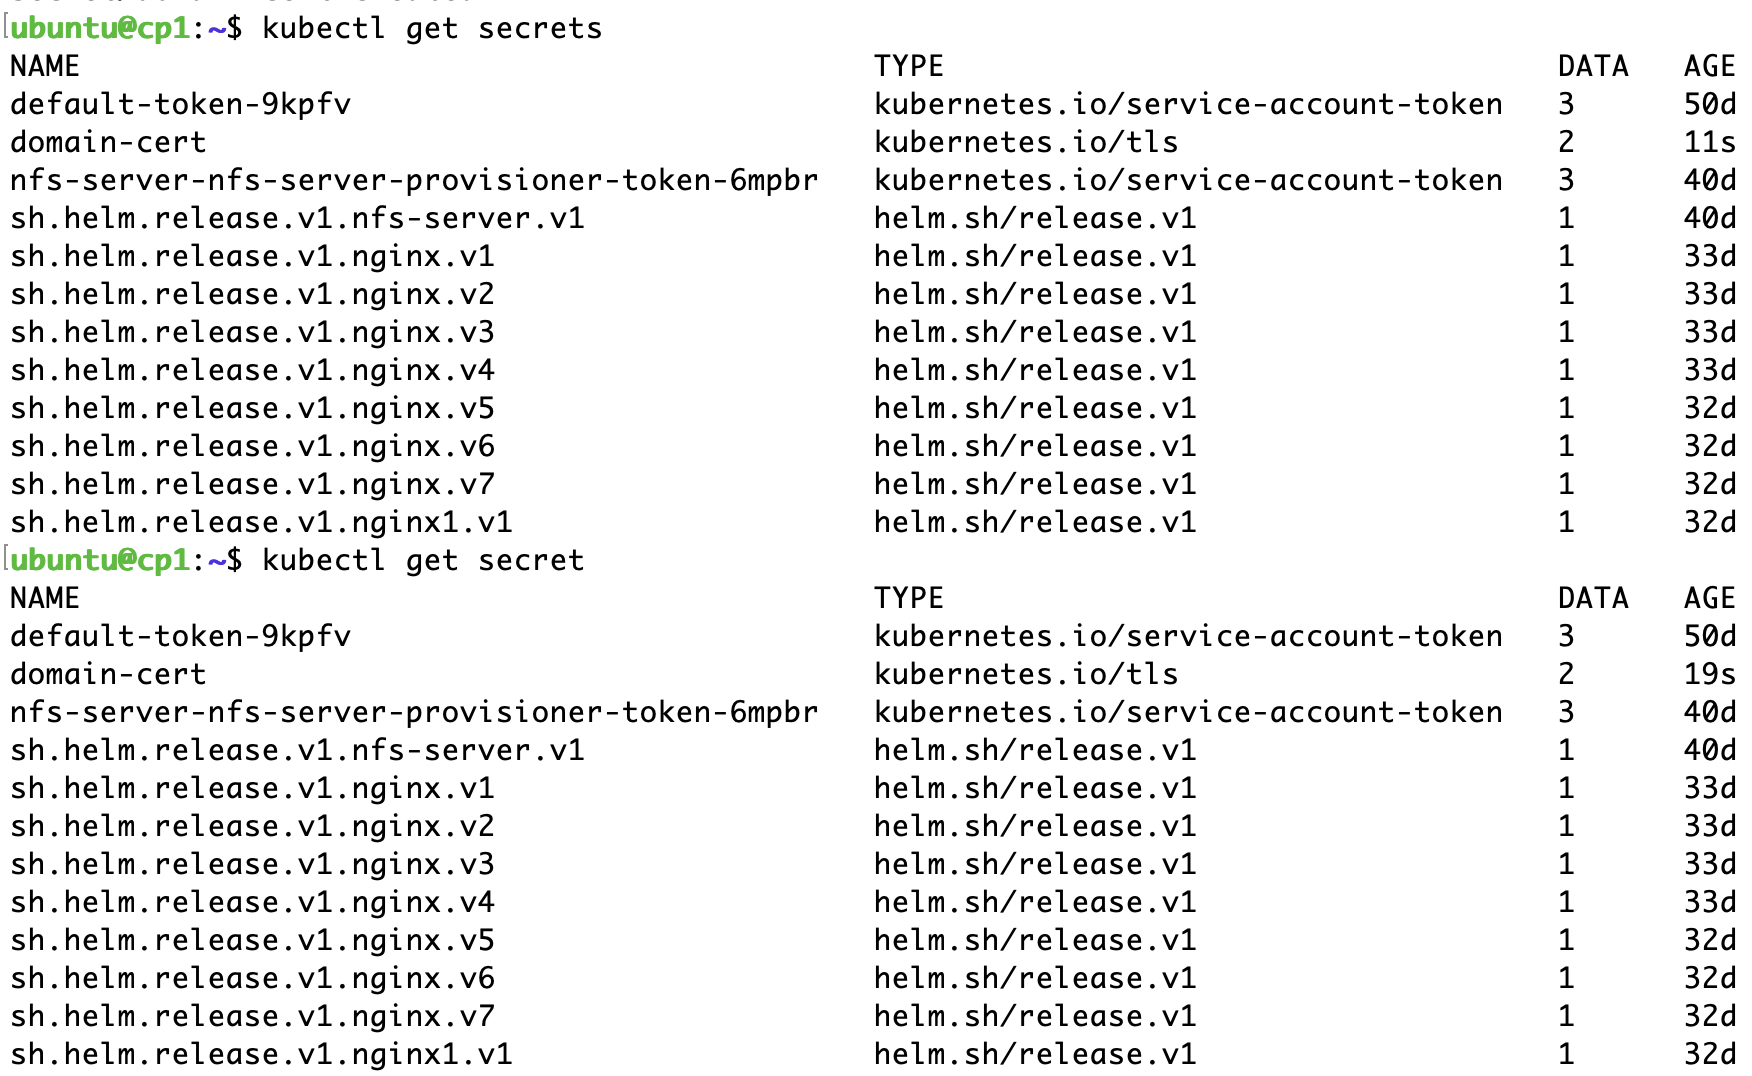 ubuntu@cp1:~$ kubectl get secrets
NAME TYPE DATA AGE
default-token-9kpfv kubernetes.io/service-account-token 3 50d
domain-cert kubernetes.io/tls 2 11s
nfs-server-nfs-server-provisioner-token-6mpbr kubernetes.io/service-account-token 3 40d
sh.helm.release.v1.nfs-server.v1 helm.sh/release.v1 1 40d
sh.helm.release.v1.nginx.v1 helm.sh/release.v1 1 33d
sh.helm.release.v1.nginx.v2 helm.sh/release.v1 1 33d
sh.helm.release.v1.nginx.v3 helm.sh/release.v1 1 33d
sh.helm.release.v1.nginx.v4 helm.sh/release.v1 1 33d
sh.helm.release.v1.nginx.v5 helm.sh/release.v1 1 32d
sh.helm.release.v1.nginx.v6 helm.sh/release.v1 1 32d
sh.helm.release.v1.nginx.v7 helm.sh/release.v1 1 32d
sh.helm.release.v1.nginx1.v1 helm.sh/release.v1 1 32d
ubuntu@cp1:~$ kubectl get secret
NAME TYPE DATA AGE
default-token-9kpfv kubernetes.io/service-account-token 3 50d
domain-cert kubernetes.io/tls 2 19s
nfs-server-nfs-server-provisioner-token-6mpbr kubernetes.io/service-account-token 3 40d
sh.helm.release.v1.nfs-server.v1 helm.sh/release.v1 1 40d
sh.helm.release.v1.nginx.v1 helm.sh/release.v1 1 33d
sh.helm.release.v1.nginx.v2 helm.sh/release.v1 1 33d
sh.helm.release.v1.nginx.v3 helm.sh/release.v1 1 33d
sh.helm.release.v1.nginx.v4 helm.sh/release.v1 1 33d
sh.helm.release.v1.nginx.v5 helm.sh/release.v1 1 32d
sh.helm.release.v1.nginx.v6 helm.sh/release.v1 1 32d
sh.helm.release.v1.nginx.v7 helm.sh/release.v1 1 32d
sh.helm.release.v1.nginx1.v1 helm.sh/release.v1 1 32d